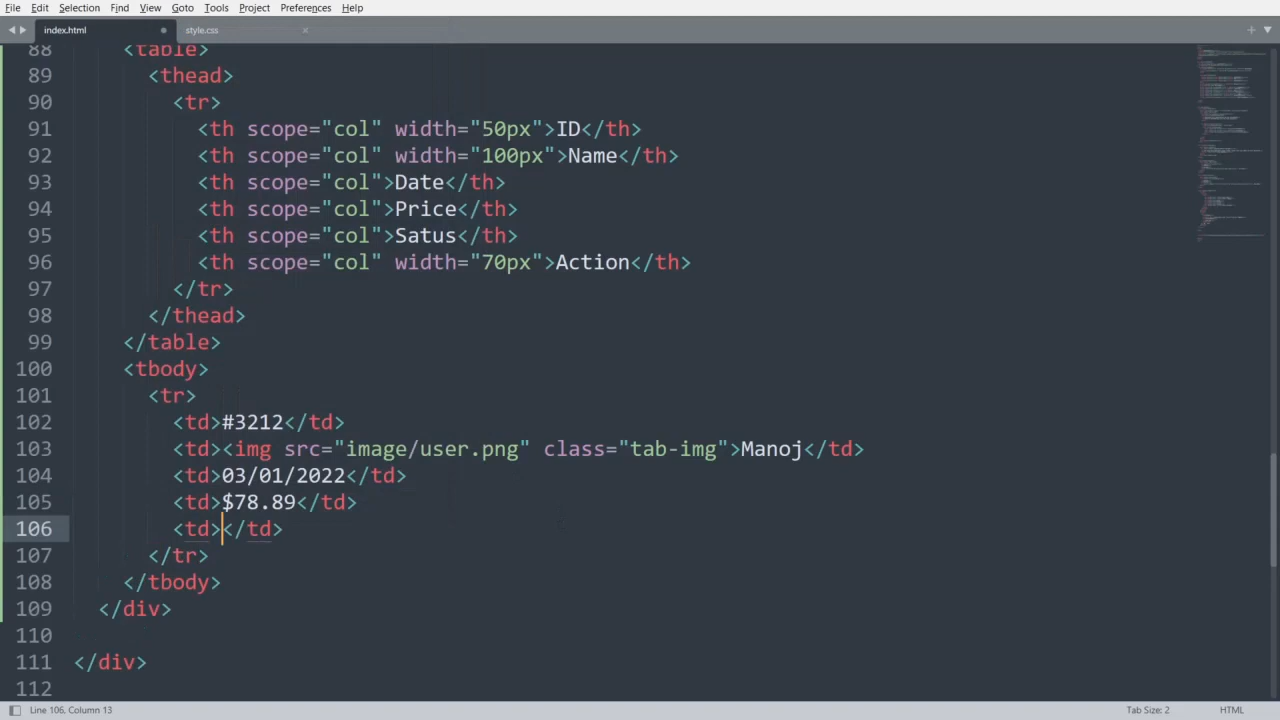 File Edit Selection Find View Goto Tools Project Preferences Help
index.html style.css
88 <table>
89 <thead>
90 <tr>
91 <th scope="col" width="50px">ID</th>
92 <th scope="col" width="100px">Name</th>
93 <th scope="col">Date</th>
94 <th scope="col">Price</th>
95 <th scope="col">Satus</th>
96 <th scope="col" width="70px">Action</th>
97 </tr>
98 </thead>
99 </table>
100 <tbody>
101 <tr>
102 <td>#3212</td>
103 <td><img src="image/user.png" class="tab-img">Manoj</td>
104 <td>03/01/2022</td>
105 <td>$78.89</td>
106 <td></td>
107 </tr>
108 </tbody>
109 </div>
110
111 </div>
112
Line 106, Column 13 Tab Size: 2 HTML